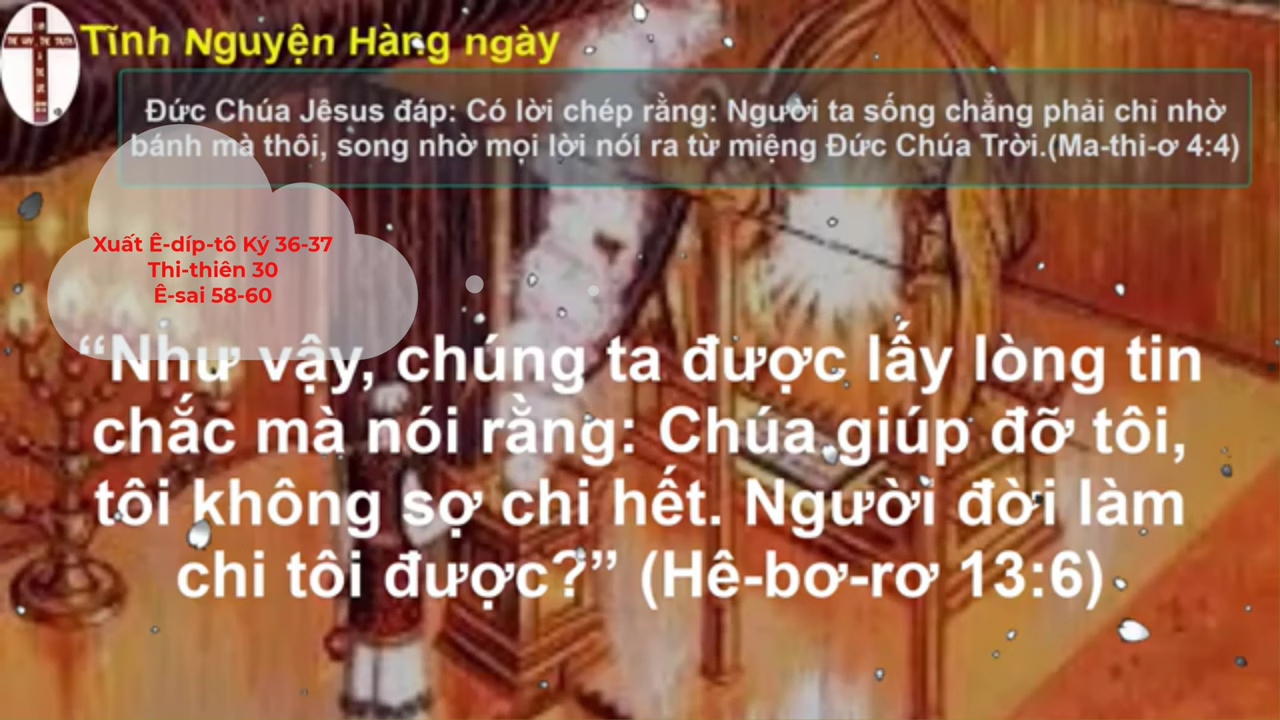 Tĩnh Nguyện Hàng ngày
Đức Chúa Jêsus đáp: Có lời chép rằng: Người ta sống chẳng phải chỉ nhờ
bánh mà thôi, song nhờ mọi lời nói ra từ miệng Đức Chúa Trời.(Ma-thi-ơ 4:4)
Xuất Ê-díp-tô Ký 36-37
Thi-thiên 30
Ê-sai 58-60
“Như vậy, chúng ta được lấy lòng tin
chắc mà nói rằng: Chúa giúp đỡ tôi,
tôi không sợ chi hết. Người đời làm
chi tôi được?” (Hê-bơ-rơ 13:6)